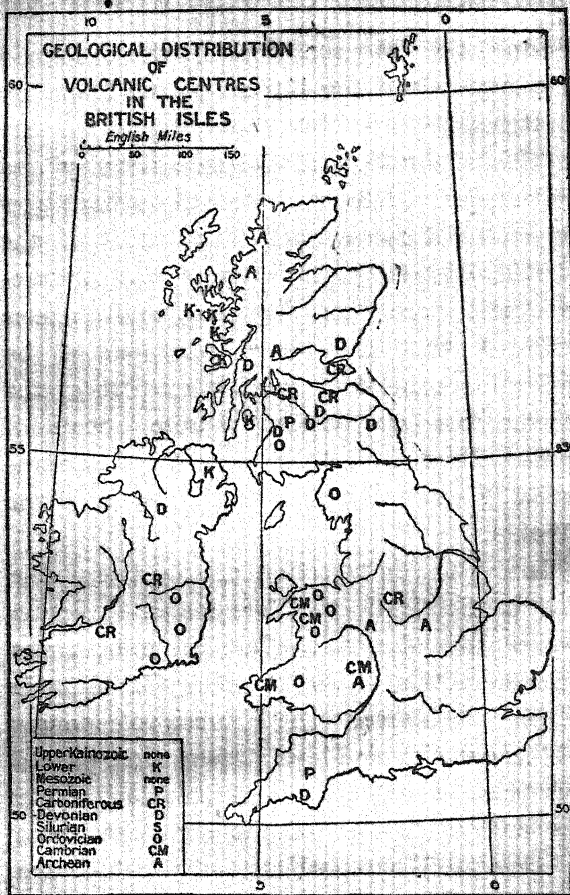 10 5 0
GEOLOGICAL DISTRIBUTION
OF
VOLCANIC CENTRES
IN THE
BRITISH ISLES
English Miles
0 50 100 150
60 60
A
A
K
K K
K
D
A
K
D
CR
CR CR
D
K P O D
D
O
55 55
K
O
D
CR
O
O
CM
O
CR
CM
O
O
CR
A A
O
S
CM
CM O A
P
D
Upper Kainozoic none
Lower K
Mesozoic none
Permian P
Carboniferous CR
Devonian D
Silurian S
Ordovician O
Cambrian CM
Archean A
50 50
5 0